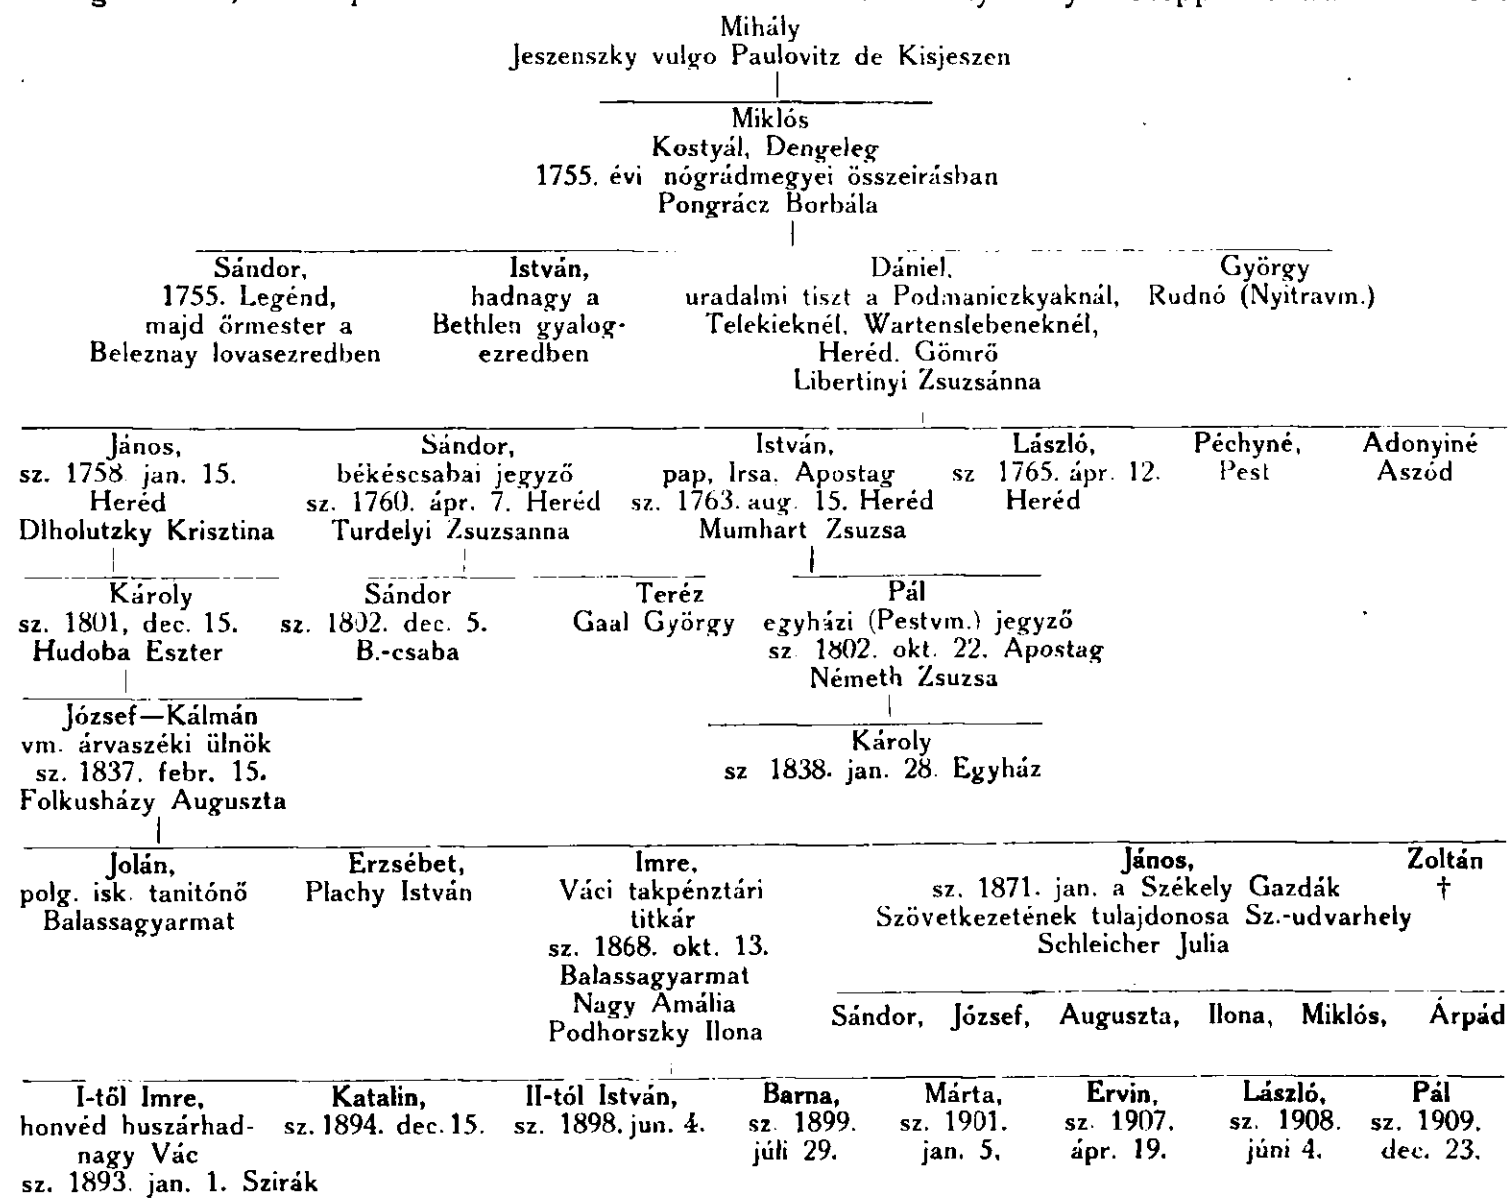 Mihály
Jeszenszky vulgo Paulovitz de Kisjeszen
Miklós
Kostyál, Dengeleg
1755. évi nógrádmegyei összeirásban
Pongrácz Borbála
Sándor,
1755. Legénd,
majd őrmester a
Beleznay lovasezredben
István,
hadnagy a
Bethlen gyalog-
ezredben
Dániel,
uradalmi tiszt a Podmaniczkyaknál,
Telekieknél, Wartenslebeneknél,
Heréd. Gömrő
Libertinyi Zsuzsánna
György
Rudnó (Nyitravm.)
János,
sz. 1758 jan. 15.
Heréd
Dlholutzky Krisztina
Sándor,
békéscsabai jegyző
sz. 1760. ápr. 7. Heréd
Turdelyi Zsuzsanna
István,
pap, Irsa, Apostag
sz. 1763. aug. 15. Heréd
Mumhart Zsuzsa
László,
sz 1765. ápr. 12.
Heréd
Péchyné,
Pest
Adonyiné
Aszód
Károly
sz. 1801, dec. 15.
Hudoba Eszter
Sándor
sz. 1802. dec. 5.
B.-csaba
Teréz
Gaal György
Pál
egyházi (Pestvm.) jegyző
sz 1802. okt. 22. Apostag
Németh Zsuzsa
József—Kálmán
vm. árvaszéki ülnök
sz. 1837. febr. 15.
Folkusházy Auguszta
Károly
sz 1838. jan. 28. Egyház
Jolán,
polg. isk. tanitónő
Balassagyarmat
Erzsébet,
Plachy István
Imre,
Váci takpénztári
titkár
sz. 1868. okt. 13.
Balassagyarmat
Nagy Amália
Podhorszky Ilona
János,
sz. 1871. jan. a Székely Gazdák
Szövetkezetének tulajdonosa Sz.-udvarhely
Schleicher Julia
Zoltán
†
Sándor, József, Auguszta, Ilona, Miklós, Árpád
I-től Imre,
honvéd huszárhad-
nagy Vác
sz. 1893. jan. 1. Szirák
Katalin,
sz. 1894. dec. 15.
II-tól István,
sz. 1898. jun. 4.
Barna,
sz. 1899.
júli 29.
Márta,
sz. 1901.
jan. 5.
Ervin,
sz. 1907.
ápr. 19.
László,
sz. 1908.
júni 4.
Pál
sz. 1909.
dec. 23.